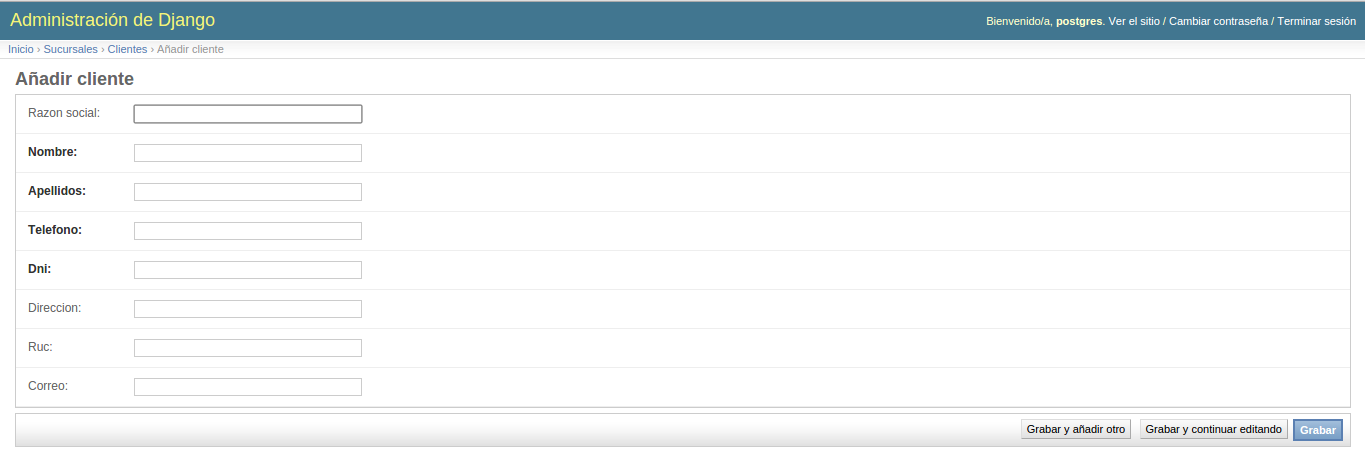 Administración de Django
Bienvenido/a, postgres. Ver el sitio / Cambiar contraseña / Terminar sesión
Inicio › Sucursales › Clientes › Añadir cliente
Añadir cliente
Razon social:
Nombre:
Apellidos:
Telefono:
Dni:
Direccion:
Ruc:
Correo:
Grabar y añadir otro
Grabar y continuar editando
Grabar